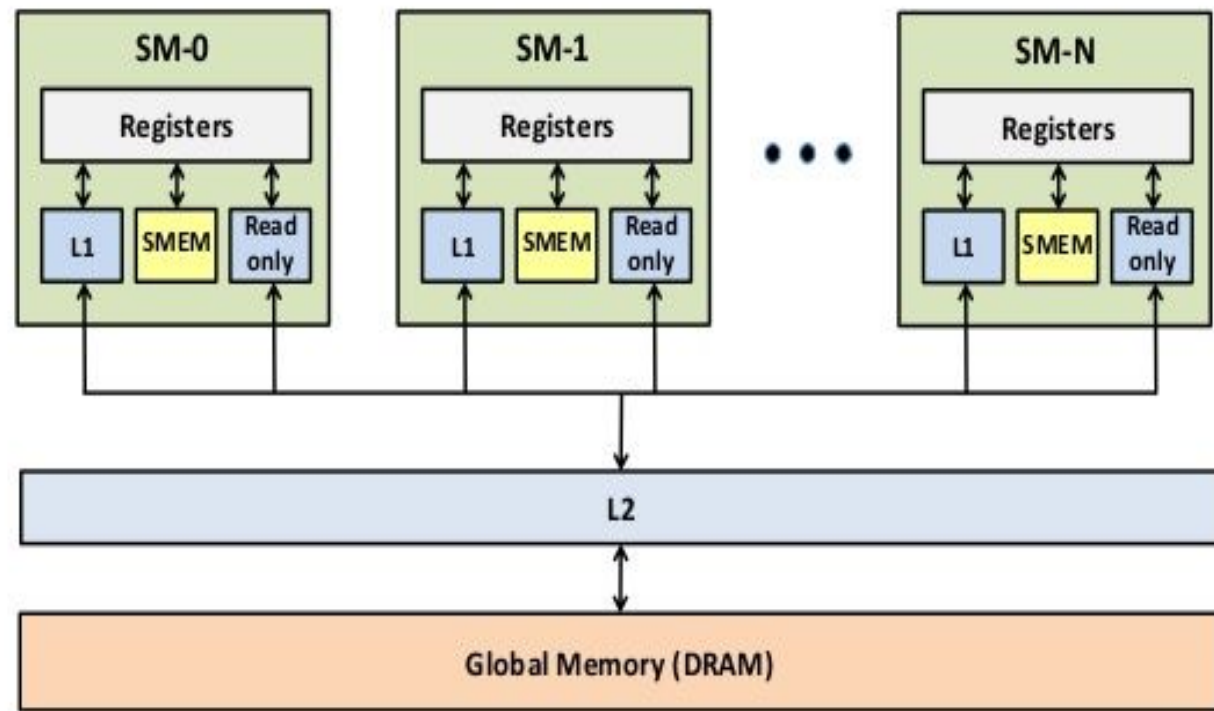 SM-0
Registers
L1
SMEM
Read
only
SM-1
Registers
L1
SMEM
Read
only
SM-N
Registers
L1
SMEM
Read
only
L2
Global Memory (DRAM)